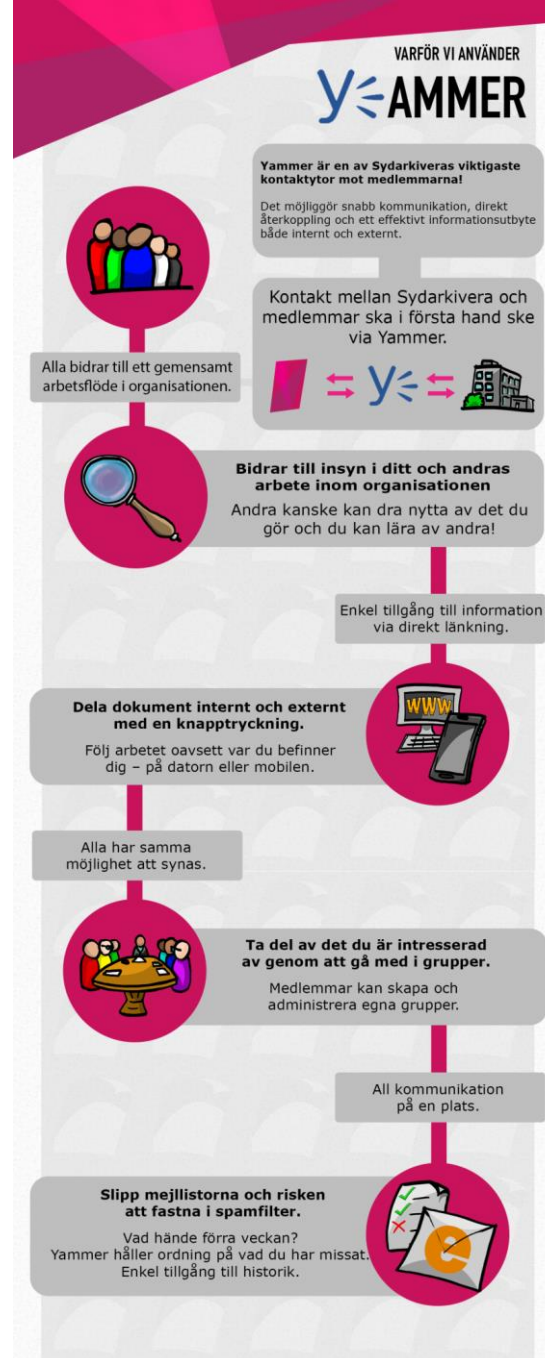 VARFÖR VI ANVÄNDER
YAMMER
Yammer är en av Sydarkiveras viktigaste
kontaktytor mot medlemmarna!
Det möjliggör snabb kommunikation, direkt
återkoppling och ett effektivt informationsutbyte
både internt och externt.
Kontakt mellan Sydarkivera och
medlemmar ska i första hand ske
via Yammer.
Alla bidrar till ett gemensamt
arbetsflöde i organisationen.
Bidrar till insyn i ditt och andras
arbete inom organisationen
Andra kanske kan dra nytta av det du
gör och du kan lära av andra!
Enkel tillgång till information
via direkt länkning.
WWW
Dela dokument internt och externt
med en knapptryckning.
Följ arbetet oavsett var du befinner
dig – på datorn eller mobilen.
Alla har samma
möjlighet att synas.
Ta del av det du är intresserad
av genom att gå med i grupper.
Medlemmar kan skapa och
administrera egna grupper.
All kommunikation
på en plats.
Slipp mejllistorna och risken
att fastna i spamfilter.
Vad hände förra veckan?
Yammer håller ordning på vad du har missat.
Enkel tillgång till historik.
e